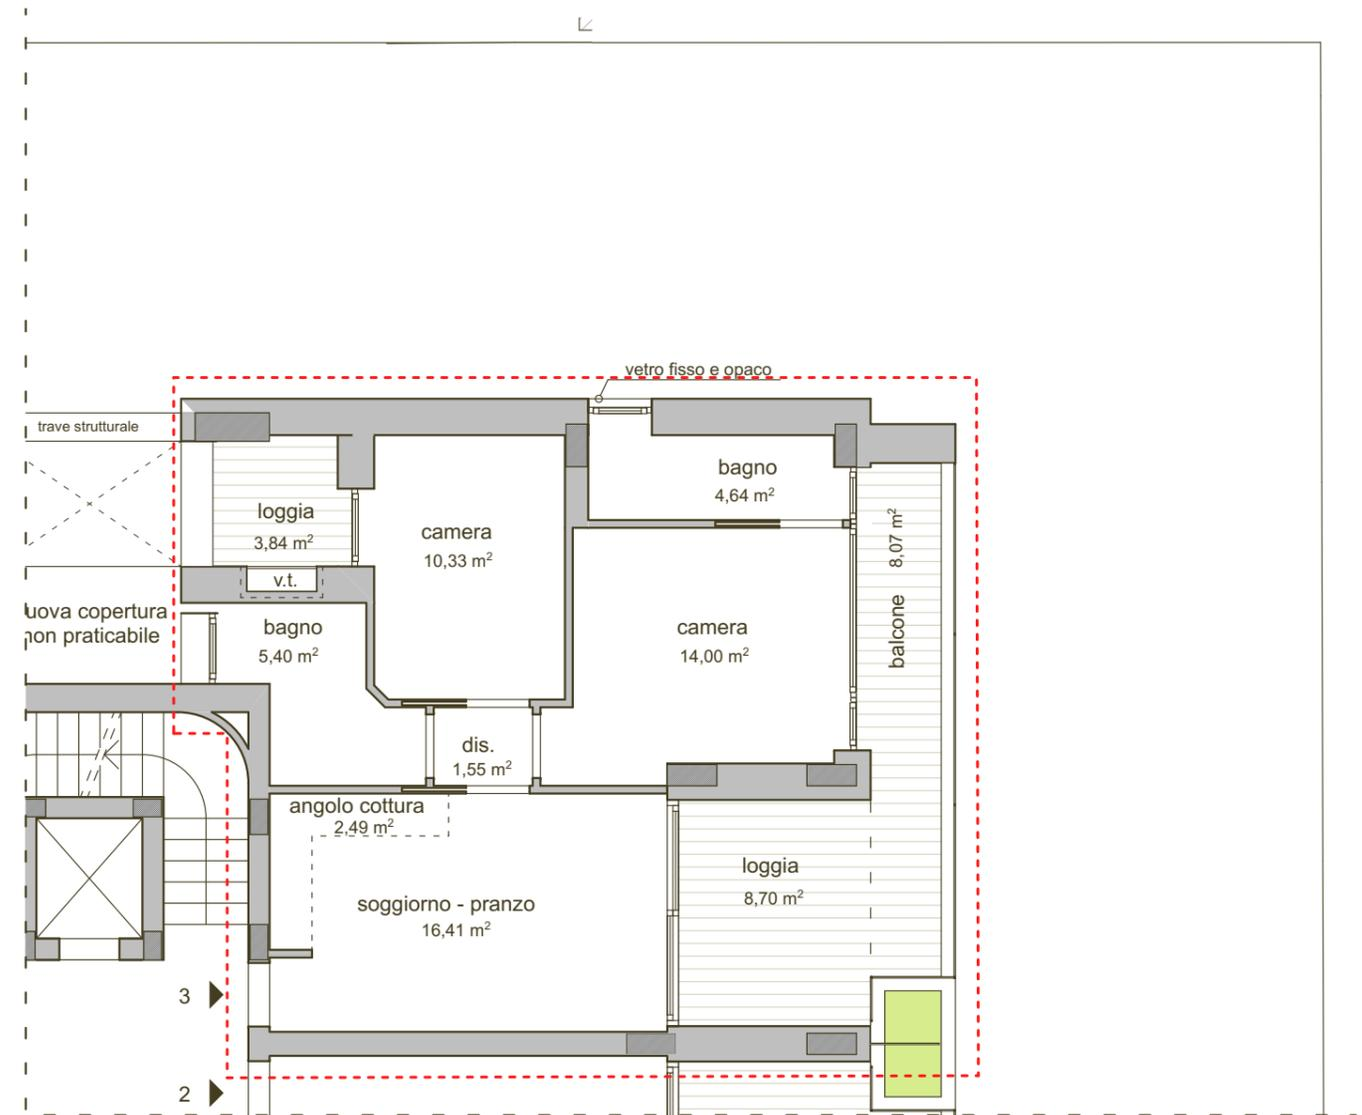 vetro fisso e opaco
trave strutturale
bagno
4,64 m²
loggia
3,84 m²
camera
10,33 m²
balcone 8,07 m²
v.t.
uova copertura
non praticabile
bagno
5,40 m²
camera
14,00 m²
dis.
1,55 m²
angolo cottura
2,49 m²
loggia
8,70 m²
soggiorno - pranzo
16,41 m²
3
2